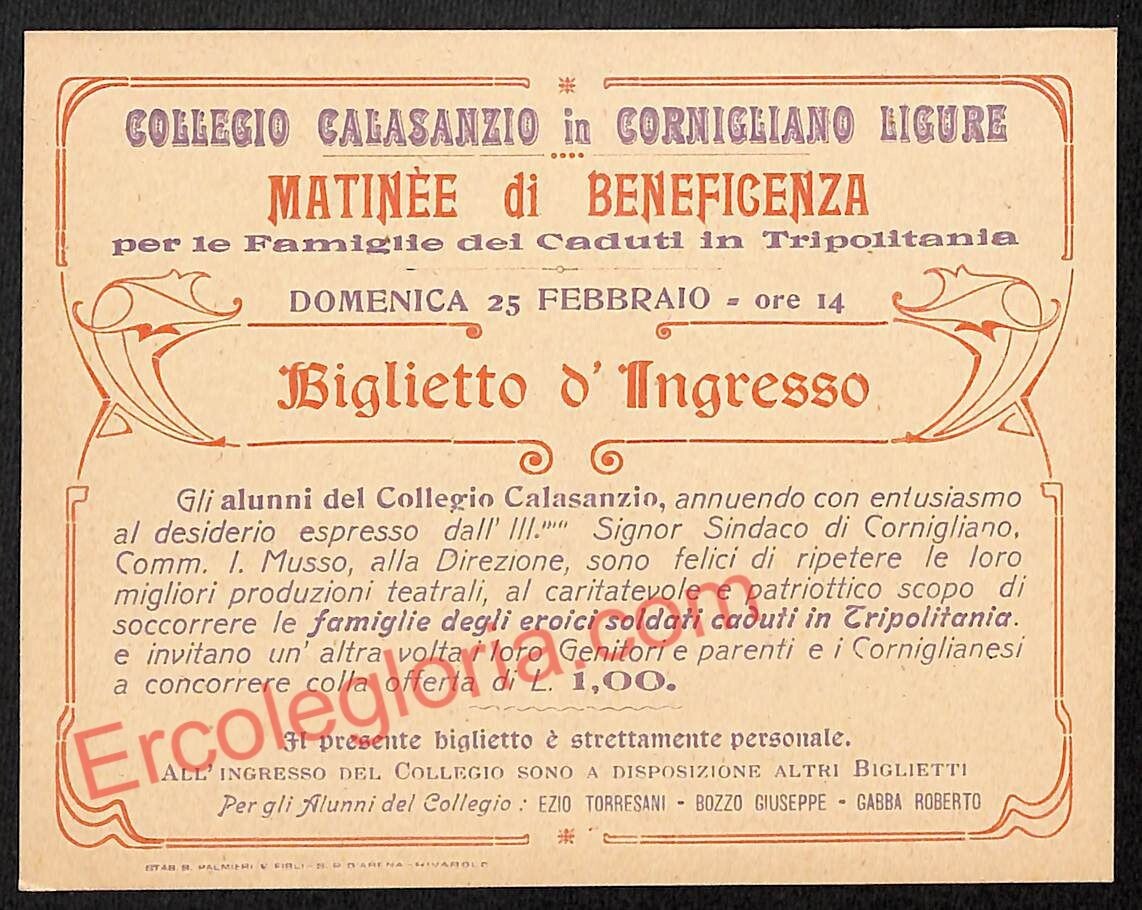 COLLEGIO CALASANZIO in CORNIGLIANO LIGURE
MATINÈE di BENEFICENZA
per le Famiglie dei Caduti in Tripolitania
DOMENICA 25 FEBBRAIO - ore 14
Biglietto d' Ingresso
Gli alunni del Collegio Calasanzio, annuendo con entusiasmo
al desiderio espresso dall' Ill.mo Signor Sindaco di Cornigliano,
Comm. I. Musso, alla Direzione, sono felici di ripetere le loro
migliori produzioni teatrali, al caritatevole e patriottico scopo di
soccorrere le famiglie degli eroici soldati caduti in Tripolitania.
e invitano un' altra volta i loro Genitori e parenti e i Corniglianesi
a concorrere colla offerta di L. 1,00.
Il presente biglietto è strettamente personale.
ALL' INGRESSO DEL COLLEGIO SONO A DISPOSIZIONE ALTRI BIGLIETTI
Per gli Alunni del Collegio : EZIO TORRESANI - BOZZO GIUSEPPE - GABBA ROBERTO
STAB. B. PALMIERI E FIGLI - S. P. D'ARENA - RIVAROLO
Ercolegloria.com